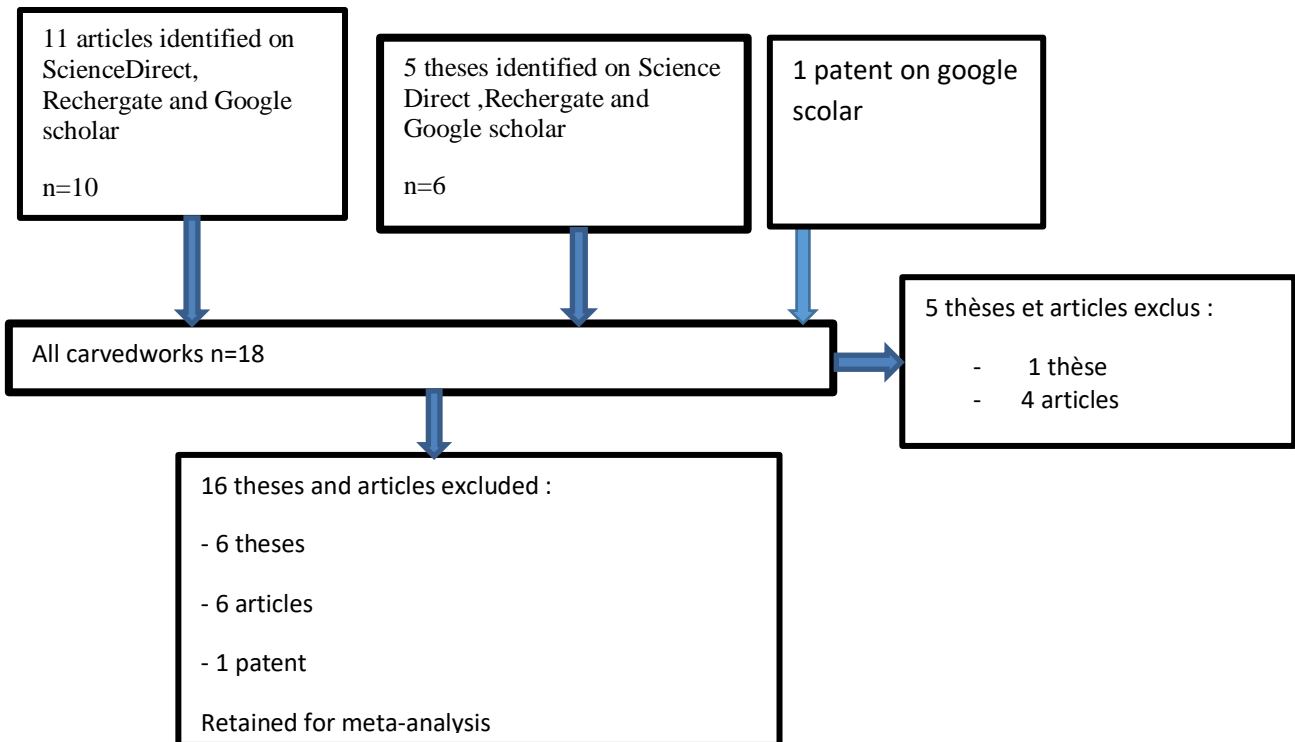 11 articles identified on
ScienceDirect,
Rechergate and Google
scholar
n=10
5 theses identified on Science
Direct ,Rechergate and
Google scholar
n=6
1 patent on google
scolar
All carvedworks n=18
5 thèses et articles exclus :
- 1 thèse
- 4 articles
16 theses and articles excluded :
- 6 theses
- 6 articles
- 1 patent
Retained for meta-analysis